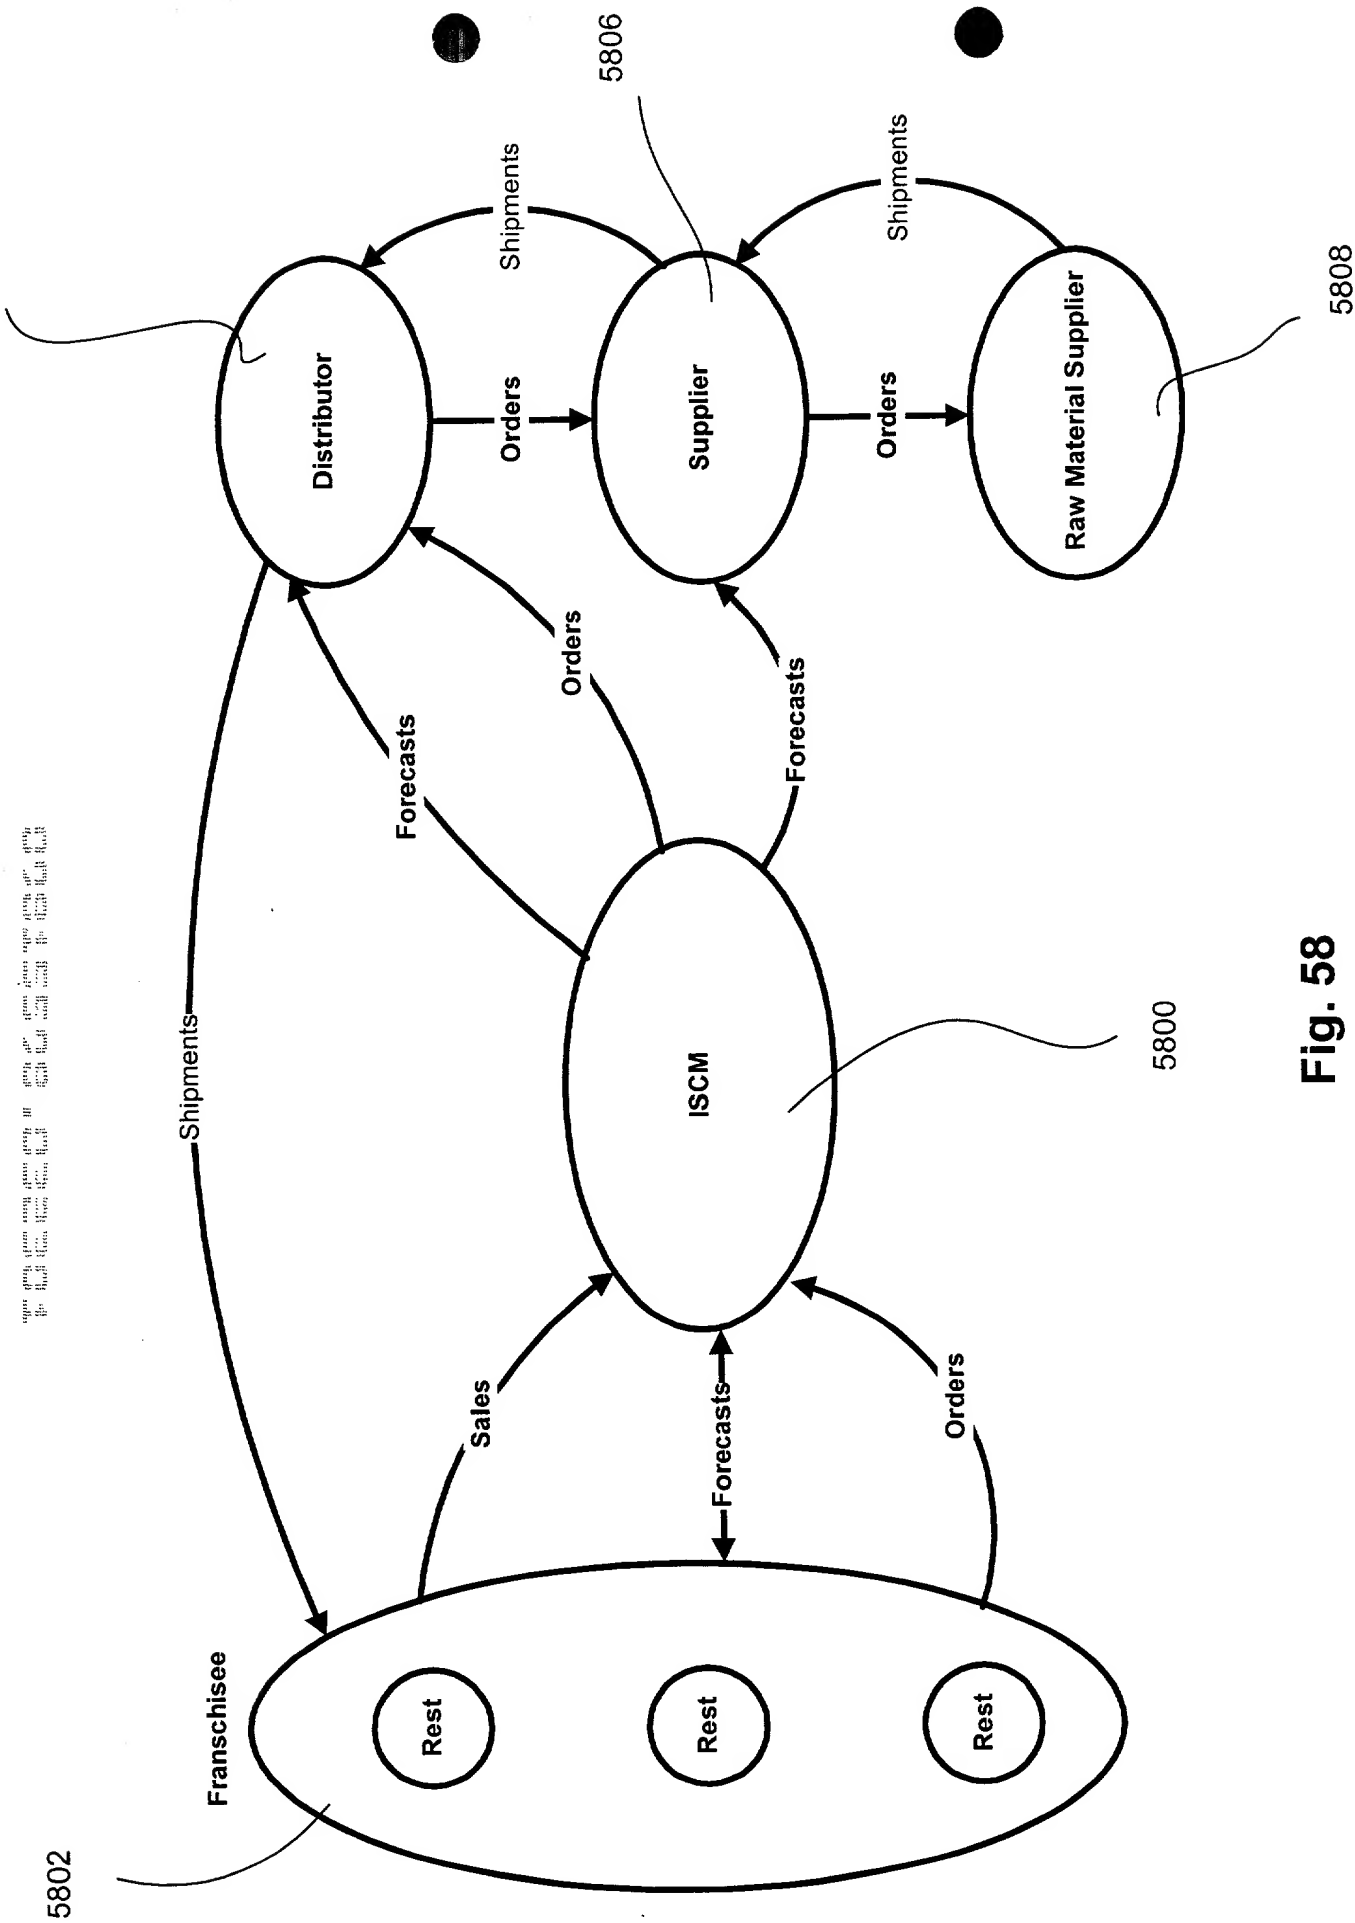 5802
Franschisee
Rest
Rest
Rest
Shipments
Sales
Forecasts
Orders
ISCM
5800
Forecasts
Orders
Forecasts
Distributor
Orders
Shipments
Supplier
5806
Orders
Shipments
Raw Material Supplier
5808
Fig. 58